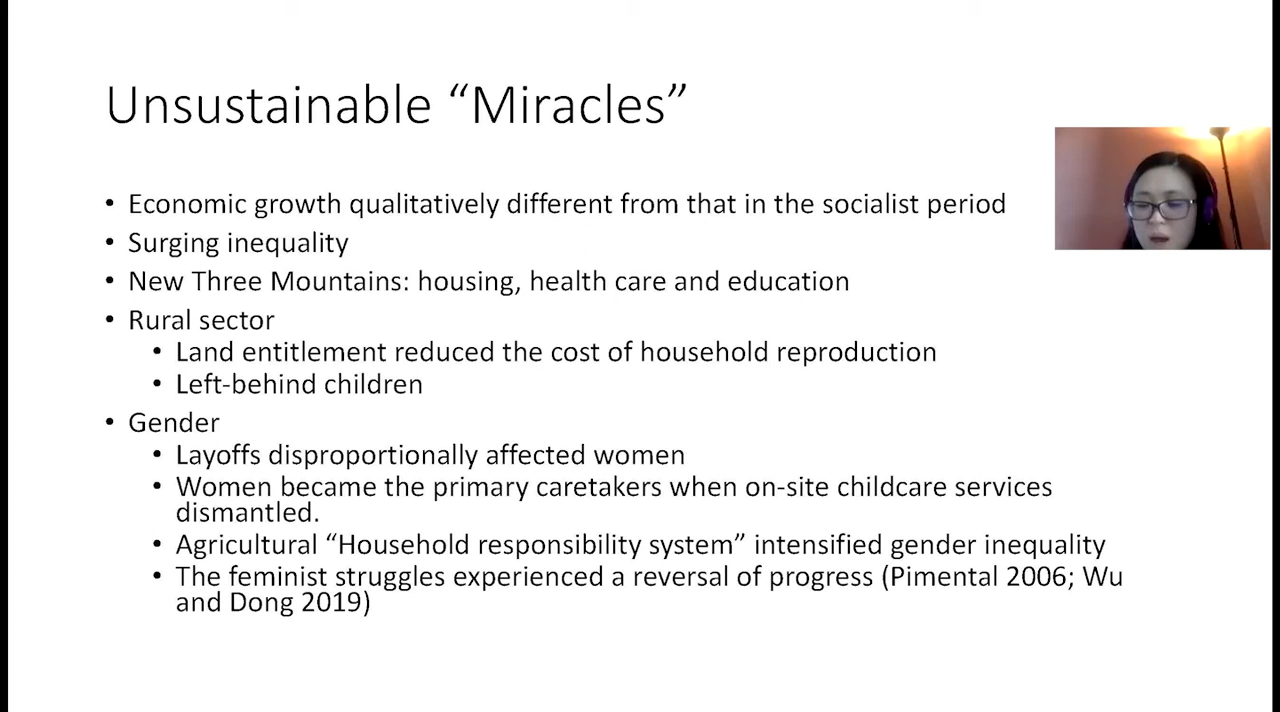 Unsustainable “Miracles”
• Economic growth qualitatively different from that in the socialist period
• Surging inequality
• New Three Mountains: housing, health care and education
• Rural sector
• Land entitlement reduced the cost of household reproduction
• Left-behind children
• Gender
• Layoffs disproportionally affected women
• Women became the primary caretakers when on-site childcare services
dismantled.
• Agricultural “Household responsibility system” intensified gender inequality
• The feminist struggles experienced a reversal of progress (Pimental 2006; Wu
and Dong 2019)